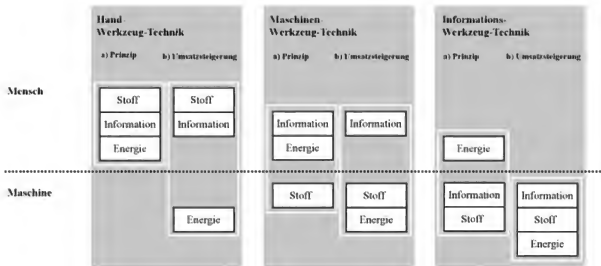 Hand-
Werkzeug-Technik
a) Prinzip b) Umsatzsteigerung
Maschinen-
Werkzeug-Technik
a) Prinzip b) Umsatzsteigerung
Informations-
Werkzeug-Technik
a) Prinzip b) Umsatzsteigerung
Mensch
Stoff Stoff
Information Information Information Information
Energie Energie Energie
Maschine
Stoff Stoff Information Information
Energie Energie Stoff Stoff
Energie